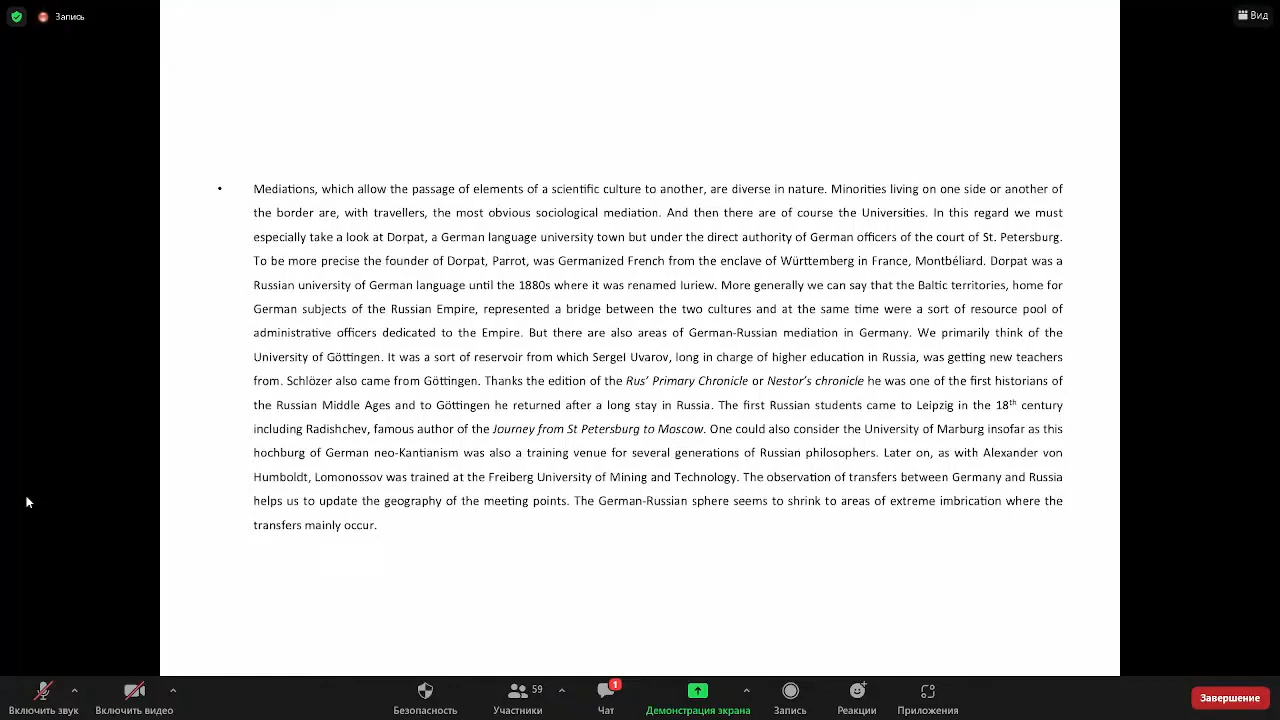 Запись
Вид
• Mediations, which allow the passage of elements of a scientific culture to another, are diverse in nature. Minorities living on one side or another of
the border are, with travellers, the most obvious sociological mediation. And then there are of course the Universities. In this regard we must
especially take a look at Dorpat, a German language university town but under the direct authority of German officers of the court of St. Petersburg.
To be more precise the founder of Dorpat, Parrot, was Germanized French from the enclave of Württemberg in France, Montbéliard. Dorpat was a
Russian university of German language until the 1880s where it was renamed Iuriew. More generally we can say that the Baltic territories, home for
German subjects of the Russian Empire, represented a bridge between the two cultures and at the same time were a sort of resource pool of
administrative officers dedicated to the Empire. But there are also areas of German-Russian mediation in Germany. We primarily think of the
University of Göttingen. It was a sort of reservoir from which SergeI Uvarov, long in charge of higher education in Russia, was getting new teachers
from. Schlözer also came from Göttingen. Thanks the edition of the Rus' Primary Chronicle or Nestor's chronicle he was one of the first historians of
the Russian Middle Ages and to Göttingen he returned after a long stay in Russia. The first Russian students came to Leipzig in the 18th century
including Radishchev, famous author of the Journey from St Petersburg to Moscow. One could also consider the University of Marburg insofar as this
hochburg of German neo-Kantianism was also a training venue for several generations of Russian philosophers. Later on, as with Alexander von
Humboldt, Lomonossov was trained at the Freiberg University of Mining and Technology. The observation of transfers between Germany and Russia
helps us to update the geography of the meeting points. The German-Russian sphere seems to shrink to areas of extreme imbrication where the
transfers mainly occur.
59
1
Включить звук
Включить видео
Безопасность
Участники
Чат
Демонстрация экрана
Запись
Реакции
Приложения
Завершение